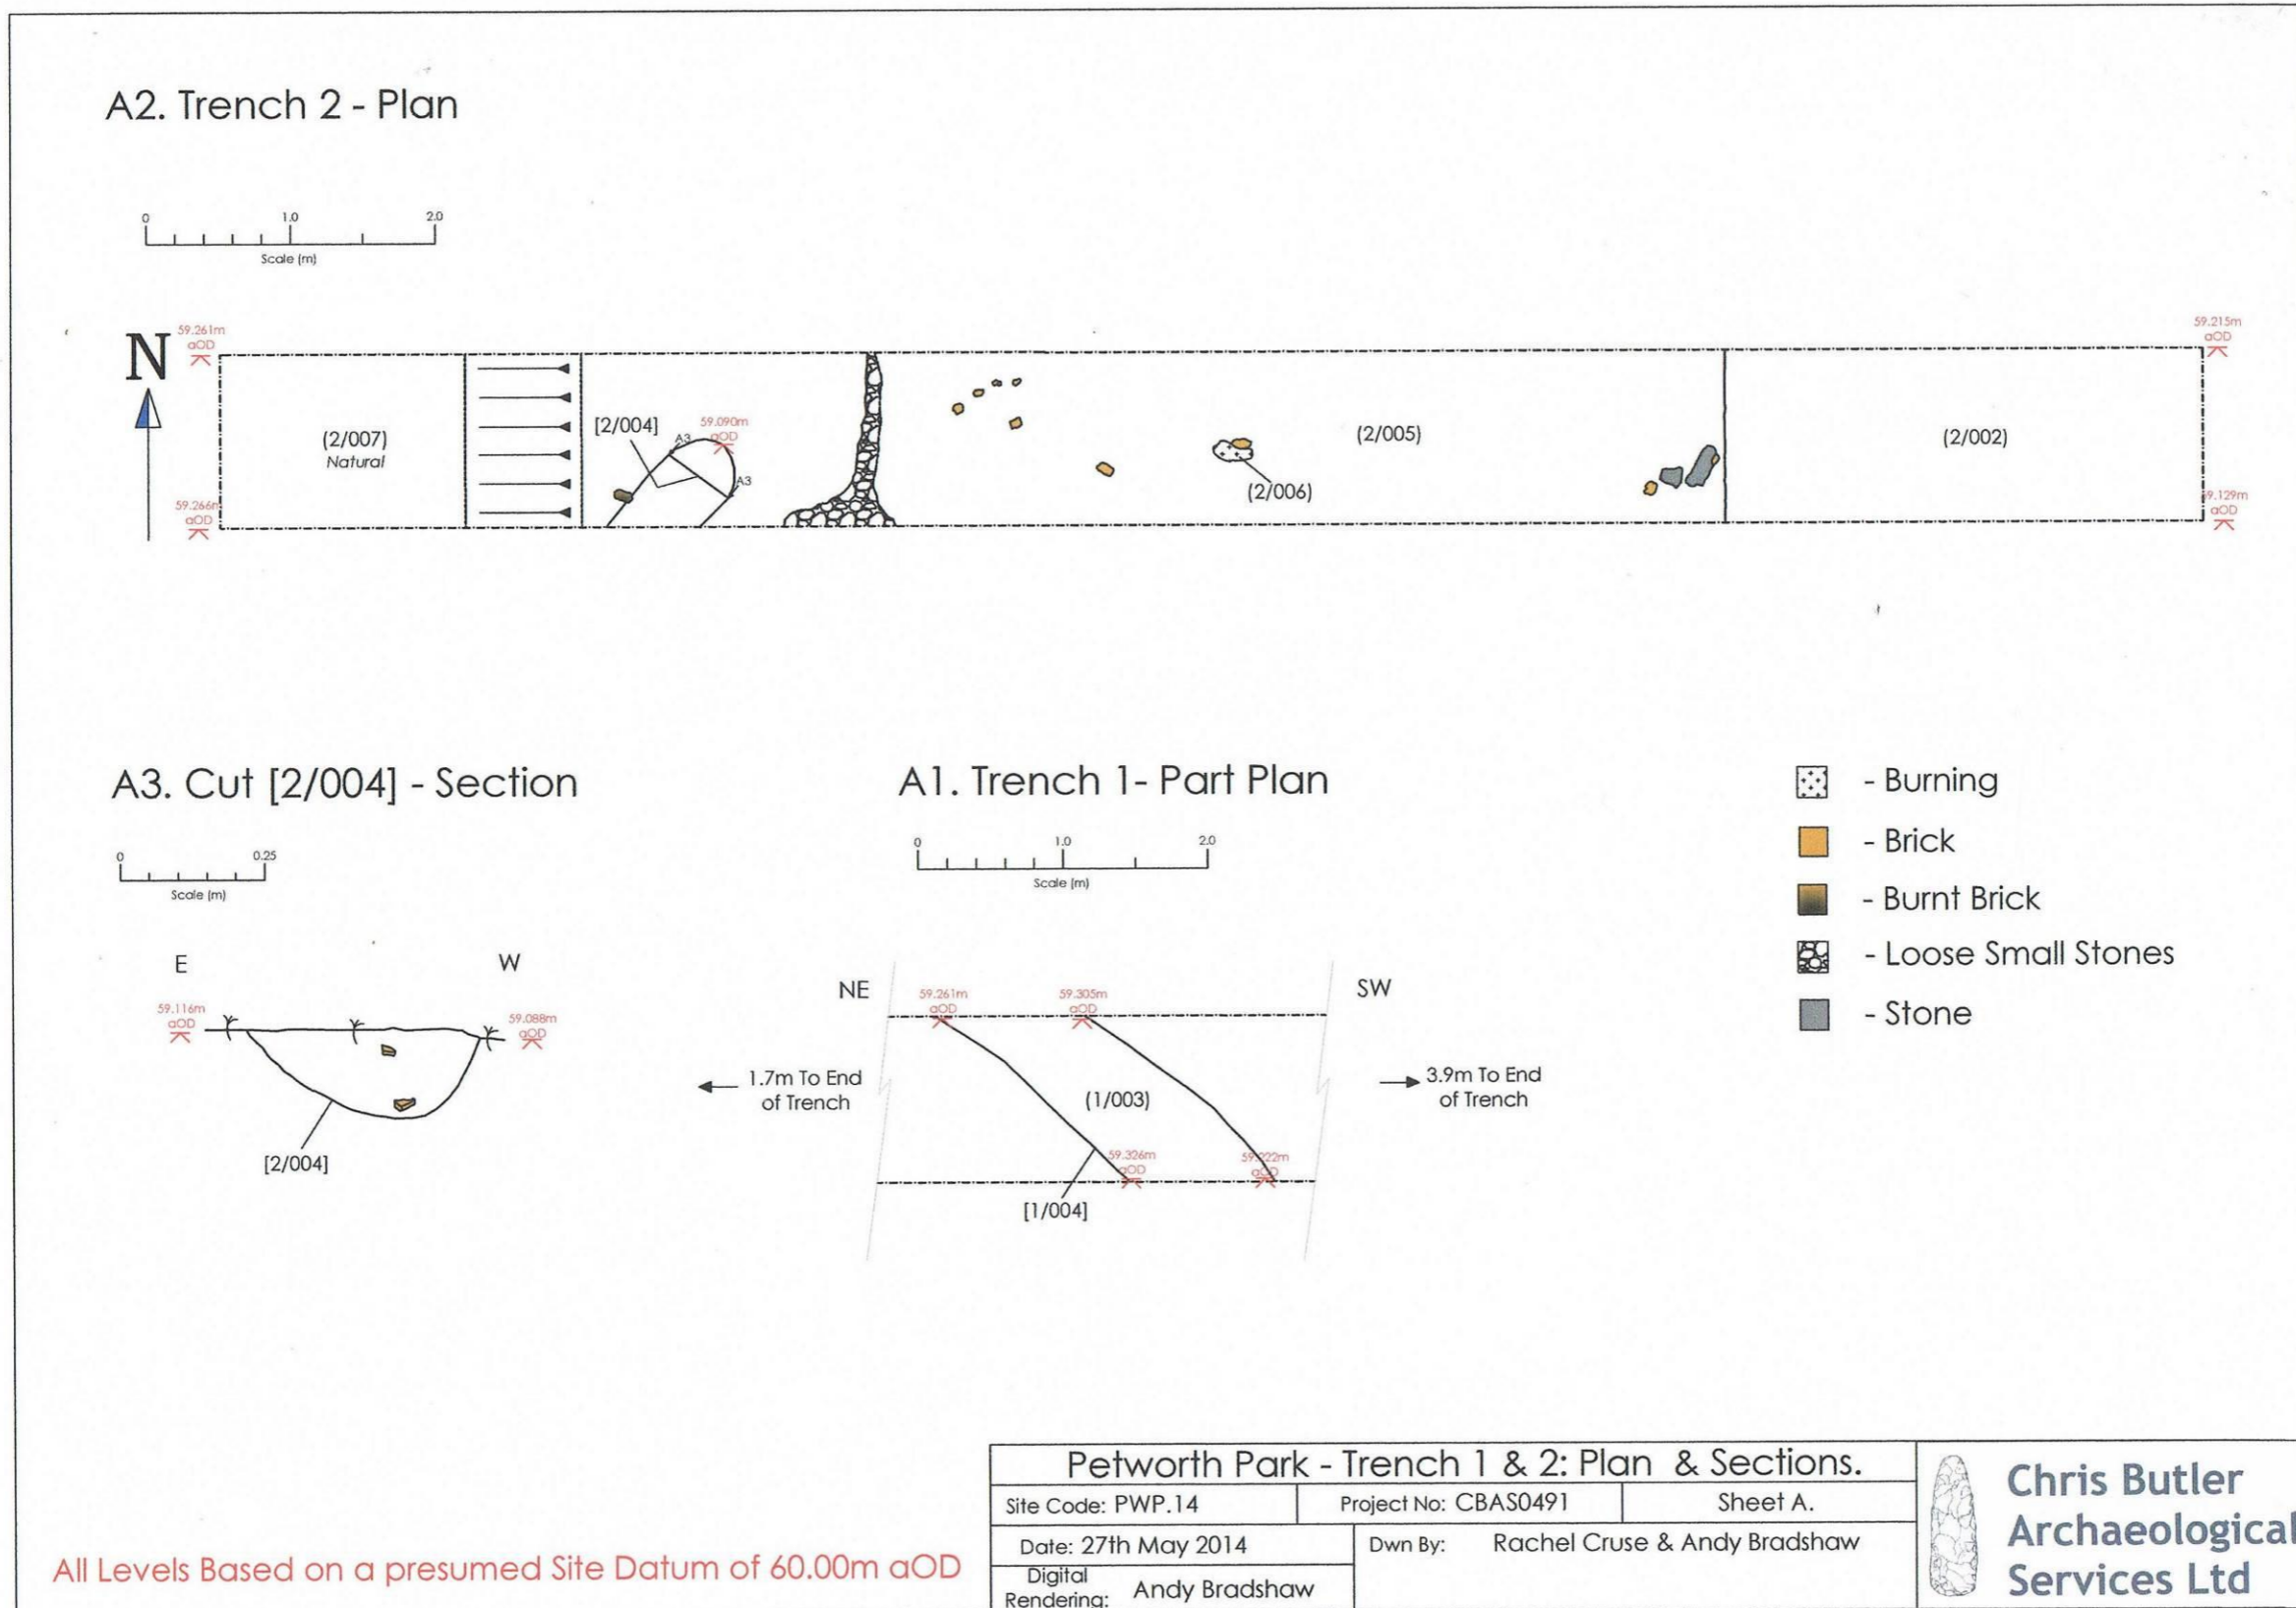 A2. Trench 2 - Plan
0 1.0 2.0
Scale (m)
N
59.261m
aOD
59.215m
aOD
[2/004]
59.090m
aOD
A3
A3
(2/007)
Natural
(2/005)
(2/002)
(2/006)
59.266m
aOD
9.129m
aOD
A3. Cut [2/004] - Section
0 0.25
Scale (m)
E W
59.116m
aOD
59.088m
aOD
[2/004]
A1. Trench 1- Part Plan
0 1.0 2.0
Scale (m)
NE
59.261m
aOD
59.305m
aOD
SW
1.7m To End
of Trench
3.9m To End
of Trench
(1/003)
59.326m
aOD
59.222m
aOD
[1/004]
- Burning
- Brick
- Burnt Brick
- Loose Small Stones
- Stone
All Levels Based on a presumed Site Datum of 60.00m aOD
Petworth Park - Trench 1 & 2: Plan & Sections.
Site Code: PWP.14 Project No: CBAS0491 Sheet A.
Date: 27th May 2014 Dwn By: Rachel Cruse & Andy Bradshaw
Digital
Rendering: Andy Bradshaw
Chris Butler
Archaeological
Services Ltd